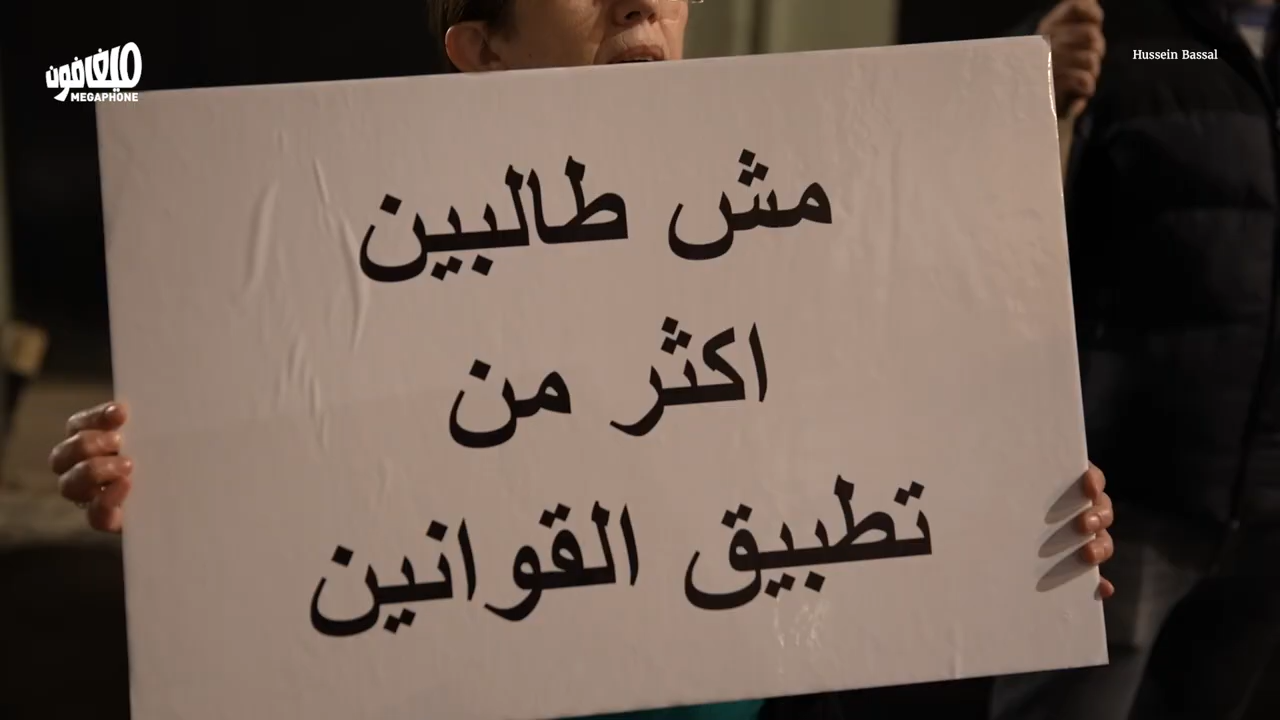 ميغافون
MEGAPHONE
Hussein Bassal
مش طالبين
اكثر من
تطبيق القوانين